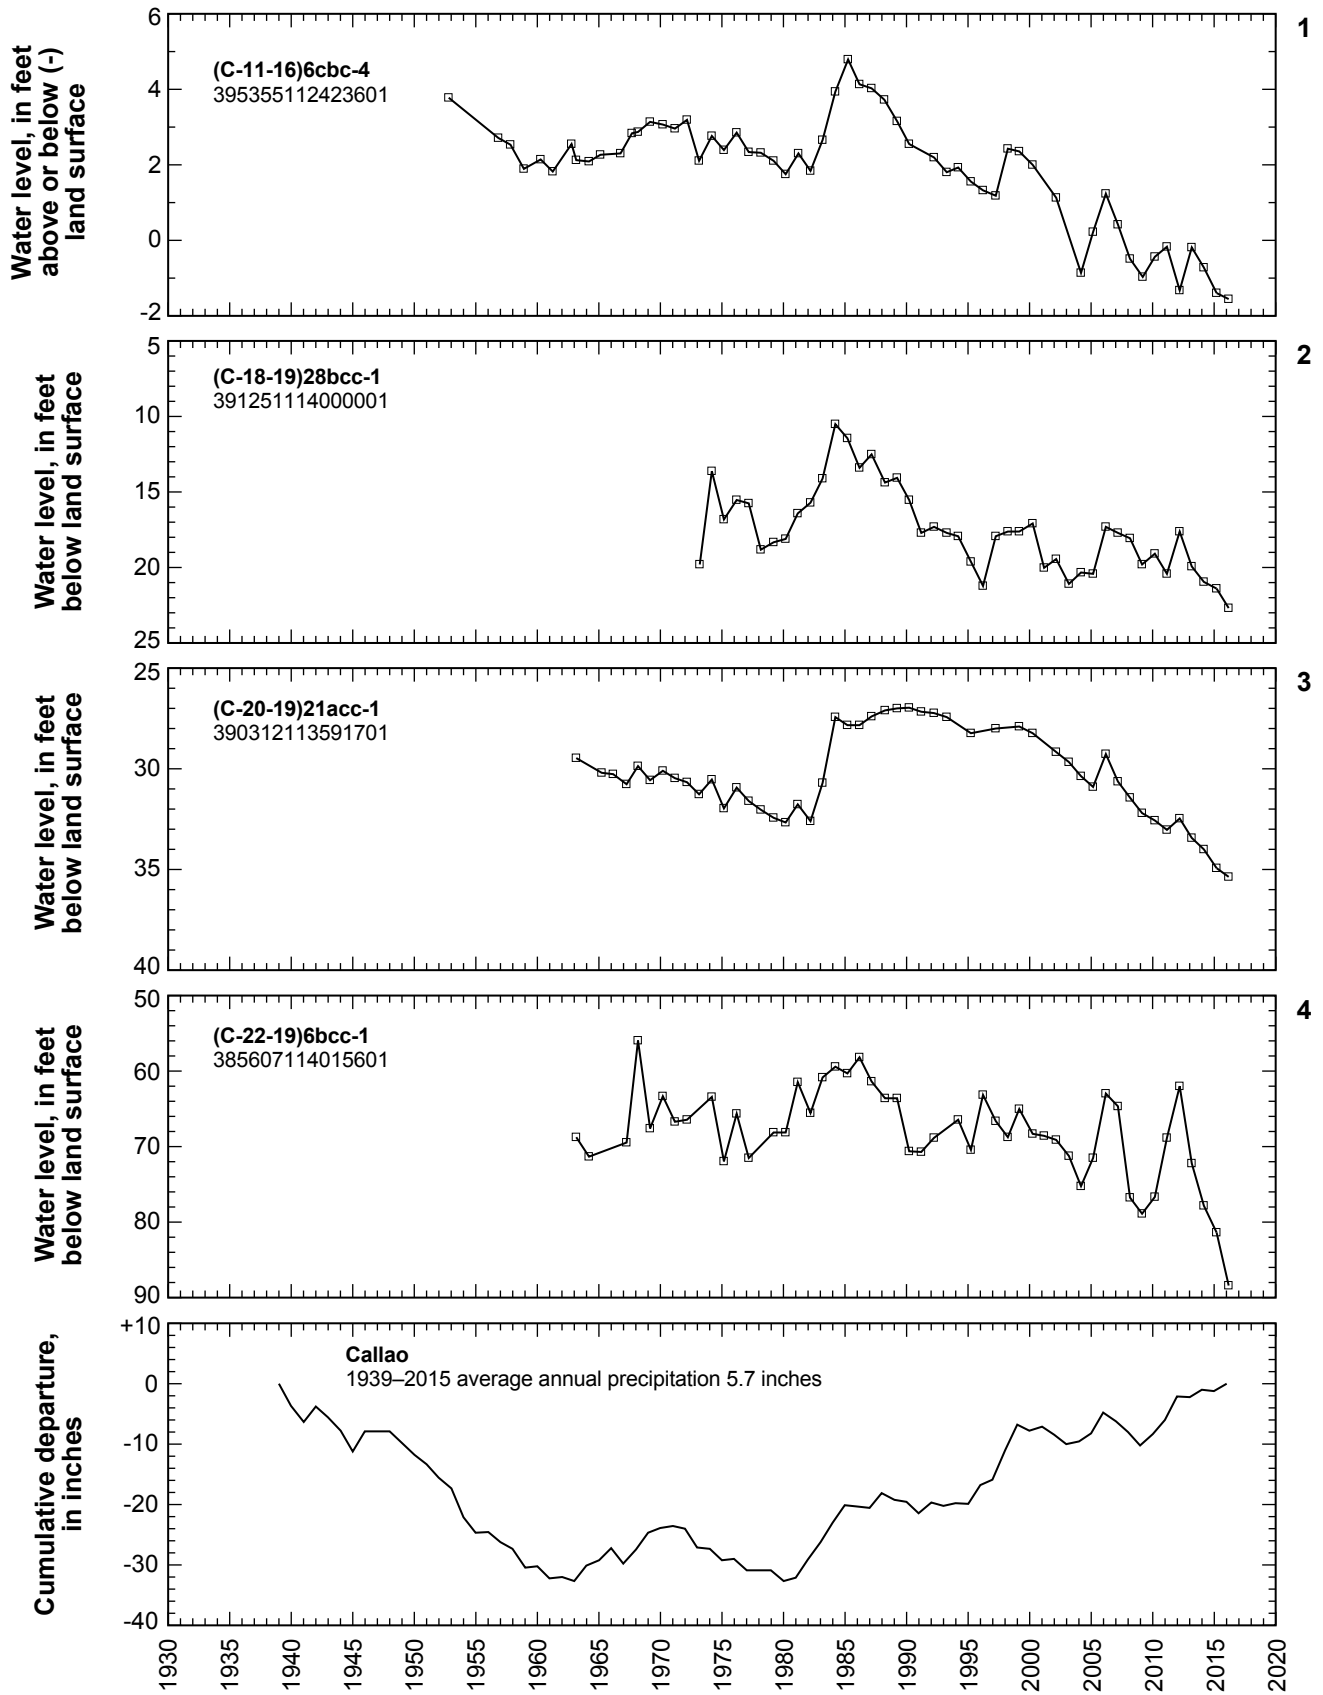 1
Water level, in feet
above or below (-)
land surface
6
4
2
0
-2
(C-11-16)6cbc-4
395355112423601
2
Water level, in feet
below land surface
5
10
15
20
25
(C-18-19)28bcc-1
391251114000001
3
Water level, in feet
below land surface
25
30
35
40
(C-20-19)21acc-1
390312113591701
4
Water level, in feet
below land surface
50
60
70
80
90
(C-22-19)6bcc-1
385607114015601
Cumulative departure,
in inches
+10
0
-10
-20
-30
-40
Callao
1939–2015 average annual precipitation 5.7 inches
1930 1935 1940 1945 1950 1955 1960 1965 1970 1975 1980 1985 1990 1995 2000 2005 2010 2015 2020